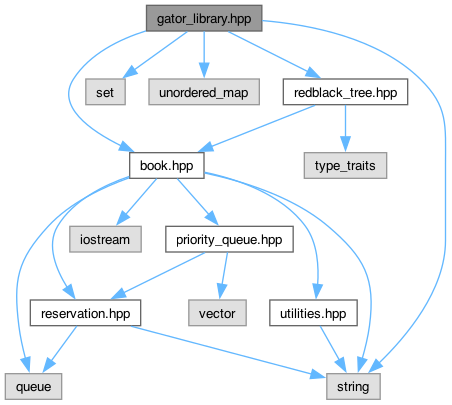 gator_library.hpp
set
unordered_map
redblack_tree.hpp
book.hpp
type_traits
iostream
priority_queue.hpp
reservation.hpp
vector
utilities.hpp
queue
string